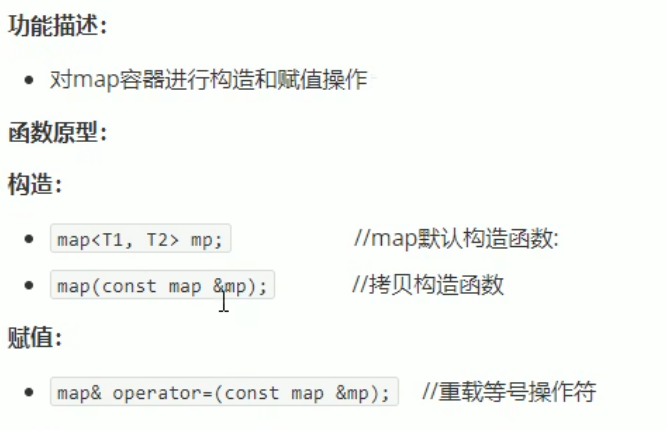 功能描述：
• 对map容器进行构造和赋值操作
函数原型：
构造：
• map<T1, T2> mp; //map默认构造函数:
• map(const map &mp); //拷贝构造函数
赋值：
• map& operator=(const map &mp); //重载等号操作符